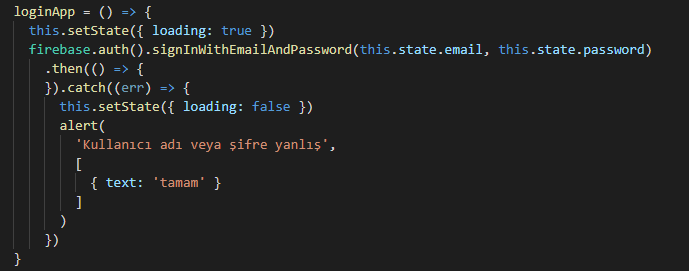 loginApp = () => {
  this.setState({ loading: true })
  firebase.auth().signInWithEmailAndPassword(this.state.email, this.state.password)
    .then(() => {
    }).catch((err) => {
      this.setState({ loading: false })
      alert(
        'Kullanıcı adı veya şifre yanlış',
        [
          { text: 'tamam' }
        ]
      )
    })
}